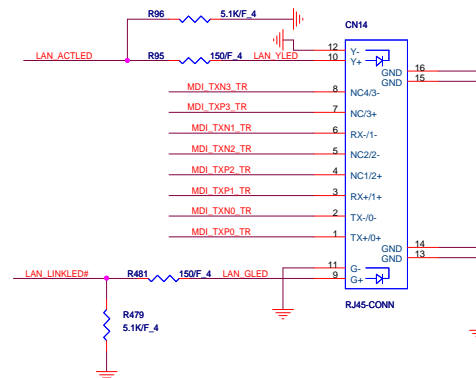 R96 5.1K/F_4
CN14
LAN_ACTLED R95 150/F_4 LAN_YLED
12 Y-
10 Y+
GND 16
GND 15
MDI_TXN3_TR 8 NC4/3-
MDI_TXP3_TR 7 NC/3+
MDI_TXN1_TR 6 RX-/1-
MDI_TXN2_TR 5 NC2/2-
MDI_TXP2_TR 4 NC1/2+
MDI_TXP1_TR 3 RX+/1+
MDI_TXN0_TR 2 TX-/0-
MDI_TXP0_TR 1 TX+/0+
GND 14
GND 13
11 G-
LAN_LINKLED# R481 150/F_4 LAN_GLED 9 G+
RJ45-CONN
R479
5.1K/F_4